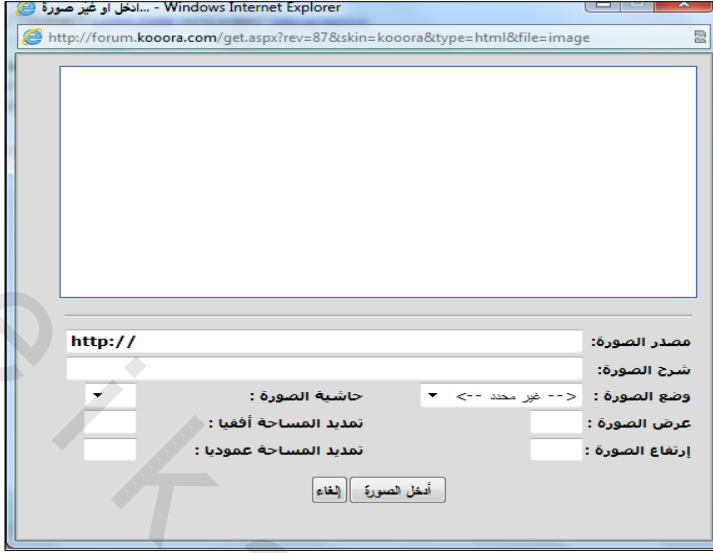 ادخل او غير صورة... - Windows Internet Explorer
http://forum.kooora.com/get.aspx?rev=87&skin=kooora&type=html&file=image
مصدر الصورة: http://
شرح الصورة:
وضع الصورة : <-- غير محدد --> حاشية الصورة :
عرض الصورة : تمديد المساحة أفقيا :
إرتفاع الصورة : تمديد المساحة عموديا :
أدخل الصورة إلغاء